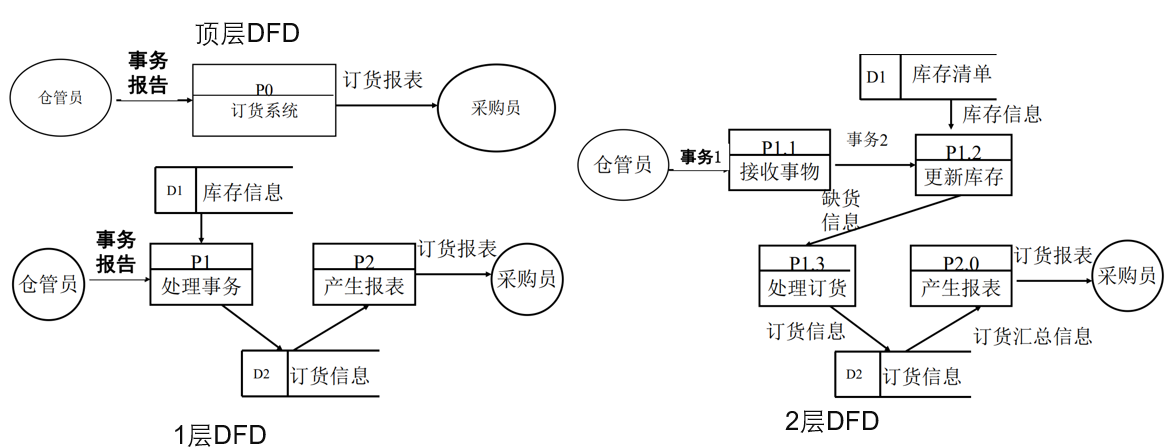 顶层DFD
仓管员
事务
报告
P0
订货系统
订货报表
采购员
D1
库存信息
仓管员
事务
报告
P1
处理事务
P2
产生报表
订货报表
采购员
D2
订货信息
1层DFD
D1
库存清单
库存信息
仓管员
事务1
P1.1
接收事物
事务2
P1.2
更新库存
缺货
信息
P1.3
处理订货
P2.0
产生报表
订货报表
采购员
订货信息
订货汇总信息
D2
订货信息
2层DFD